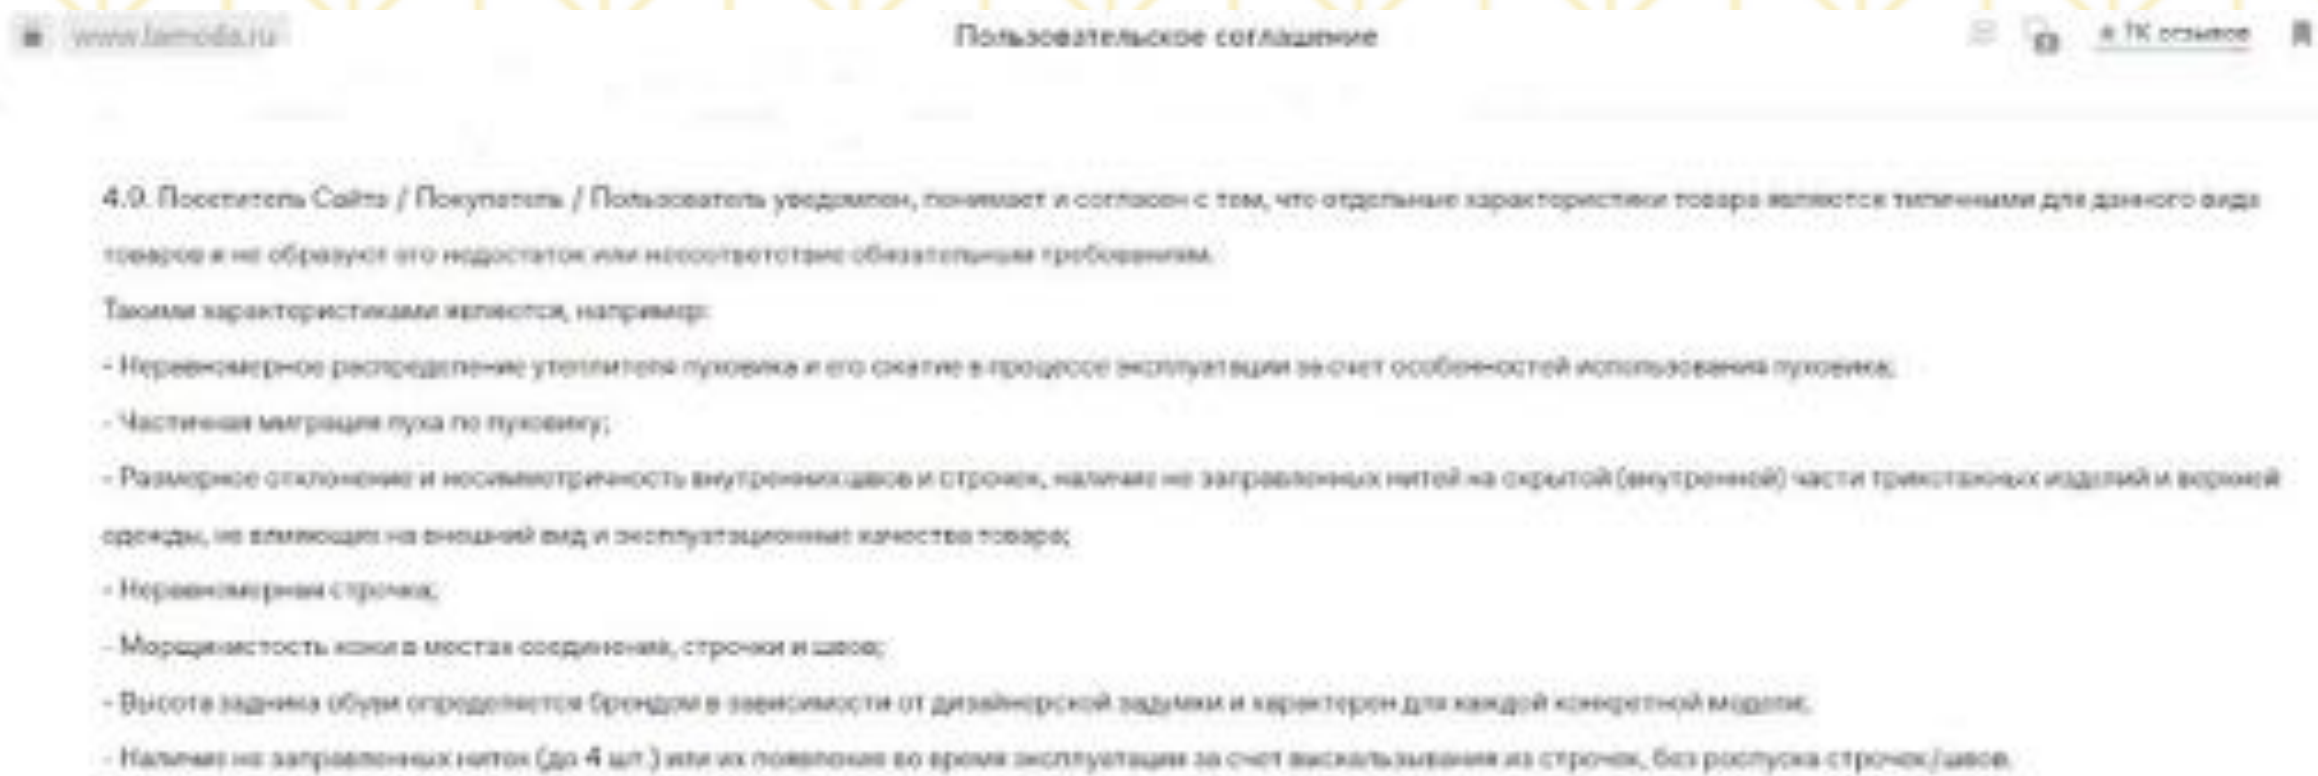 www.lamoda.ru Пользовательское соглашение 1К отзывов
4.9. Посетитель Сайта / Покупатель / Пользователь уведомлен, понимает и согласен с тем, что отдельные характеристики товара являются типичными для данного вида
товаров и не образуют его недостаток или несоответствие обязательным требованиям.
Такими характеристиками являются, например:
- Неравномерное распределение утеплителя пуховика и его сжатие в процессе эксплуатации за счет особенностей использования пуховика;
- Частичная миграция пуха по пуховику;
- Размерное отклонение и несимметричность внутренних швов и строчек, наличие не заправленных нитей на скрытой (внутренней) части трикотажных изделий и верхней
одежды, не влияющих на внешний вид и эксплуатационные качества товара;
- Неравномерная строчка;
- Морщинистость кожи в местах соединения, строчки и швов;
- Высота задника обуви определяется брендом в зависимости от дизайнерской задумки и характерен для каждой конкретной модели;
- Наличие не заправленных ниток (до 4 шт.) или их появление во время эксплуатации за счет выскальзывания из строчек, без роспуска строчек/швов.